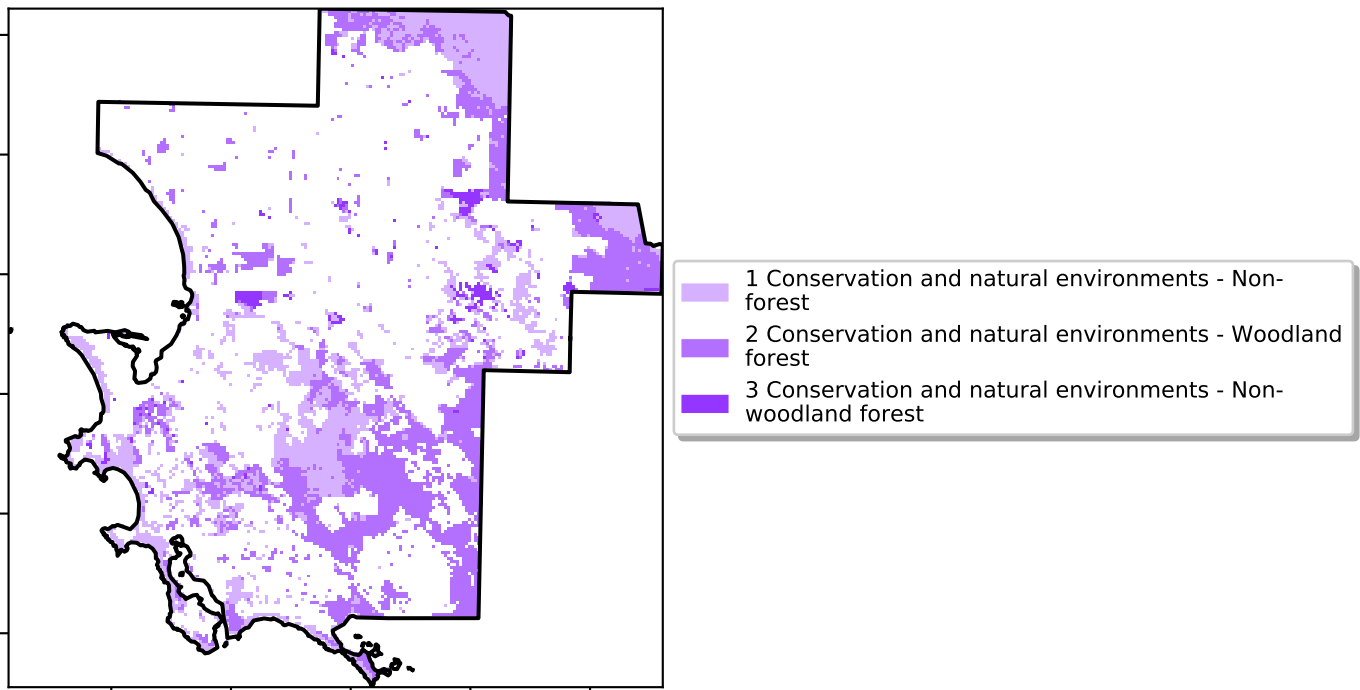 1 Conservation and natural environments - Non-
forest
2 Conservation and natural environments - Woodland
forest
3 Conservation and natural environments - Non-
woodland forest